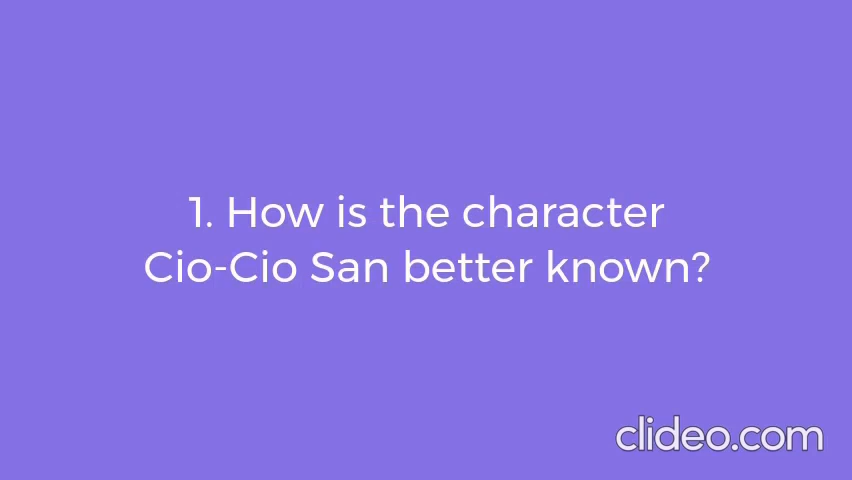 1. How is the character
Cio-Cio San better known?
clideo.com